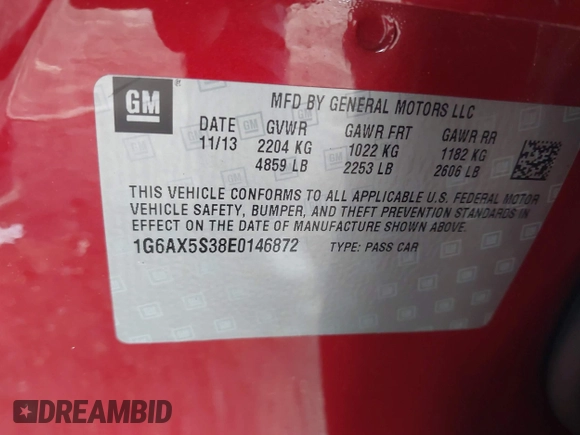 GM
MFD BY GENERAL MOTORS LLC
DATE GVWR GAWR FRT GAWR RR
11/13 2204 KG 1022 KG 1182 KG
4859 LB 2253 LB 2606 LB
THIS VEHICLE CONFORMS TO ALL APPLICABLE U.S. FEDERAL MOTOR
VEHICLE SAFETY, BUMPER, AND THEFT PREVENTION STANDARDS IN
EFFECT ON THE DATE OF MANUFACTURE SHOWN ABOVE.
1G6AX5S38E0146872 TYPE: PASS CAR
DREAMBID